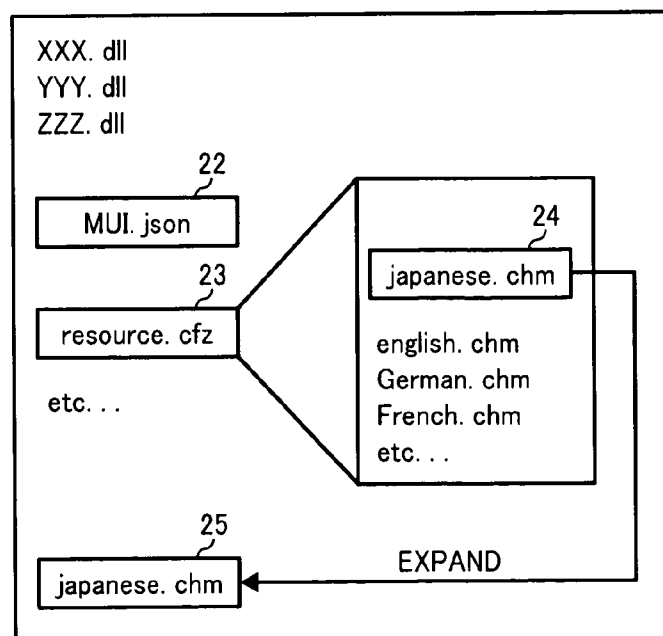 XXX. dll
YYY. dll
ZZZ. dll
22
MUI. json
23
resource. cfz
etc. . .
24
japanese. chm
english. chm
German. chm
French. chm
etc. . .
25
japanese. chm
EXPAND